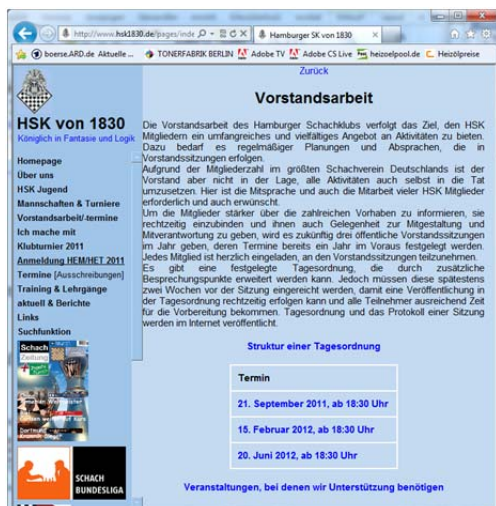 http://www.hsk1830.de/pages/inde
Hamburger SK von 1830
boerse.ARD.de Aktuelle ...
TONERFABRIK BERLIN
Adobe TV
Adobe CS Live
heizoelpool.de
Heizölpreise
HSK von 1830
Königlich in Fantasie und Logik
Homepage
Über uns
HSK Jugend
Mannschaften & Turniere
Vorstandsarbeit/-termine
Ich mache mit
Klubturnier 2011
Anmeldung HEM/HET 2011
Termine [Ausschreibungen]
Training & Lehrgänge
aktuell & Berichte
Links
Suchfunktion
Schach
Zeitung
SCHACH
BUNDESLIGA
Zurück
Vorstandsarbeit
Die Vorstandsarbeit des Hamburger Schachklubs verfolgt das Ziel, den HSK
Mitgliedern ein umfangreiches und vielfältiges Angebot an Aktivitäten zu bieten.
Dazu bedarf es regelmäßiger Planungen und Absprachen, die in
Vorstandssitzungen erfolgen.
Aufgrund der Mitgliederzahl im größten Schachverein Deutschlands ist der
Vorstand aber nicht in der Lage, alle Aktivitäten auch selbst in die Tat
umzusetzen. Hier ist die Mitsprache und auch die Mitarbeit vieler HSK Mitglieder
erforderlich und auch erwünscht.
Um die Mitglieder stärker über die zahlreichen Vorhaben zu informieren, sie
rechtzeitig einzubinden und ihnen auch Gelegenheit zur Mitgestaltung und
Mitverantwortung zu geben, wird es zukünftig drei öffentliche Vorstandssitzungen
im Jahr geben, deren Termine bereits ein Jahr im Voraus festgelegt werden.
Jedes Mitglied ist herzlich eingeladen, an den Vorstandssitzungen teilzunehmen.
Es gibt eine festgelegte Tagesordnung, die durch zusätzliche
Besprechungspunkte erweitert werden kann. Jedoch müssen diese spätestens
zwei Wochen vor der Sitzung eingereicht werden, damit eine Veröffentlichung in
der Tagesordnung rechtzeitig erfolgen kann und alle Teilnehmer ausreichend Zeit
für die Vorbereitung bekommen. Tagesordnung und das Protokoll einer Sitzung
werden im Internet veröffentlicht.
Struktur einer Tagesordnung
Termin
21. September 2011, ab 18:30 Uhr
15. Februar 2012, ab 18:30 Uhr
20. Juni 2012, ab 18:30 Uhr
Veranstaltungen, bei denen wir Unterstützung benötigen